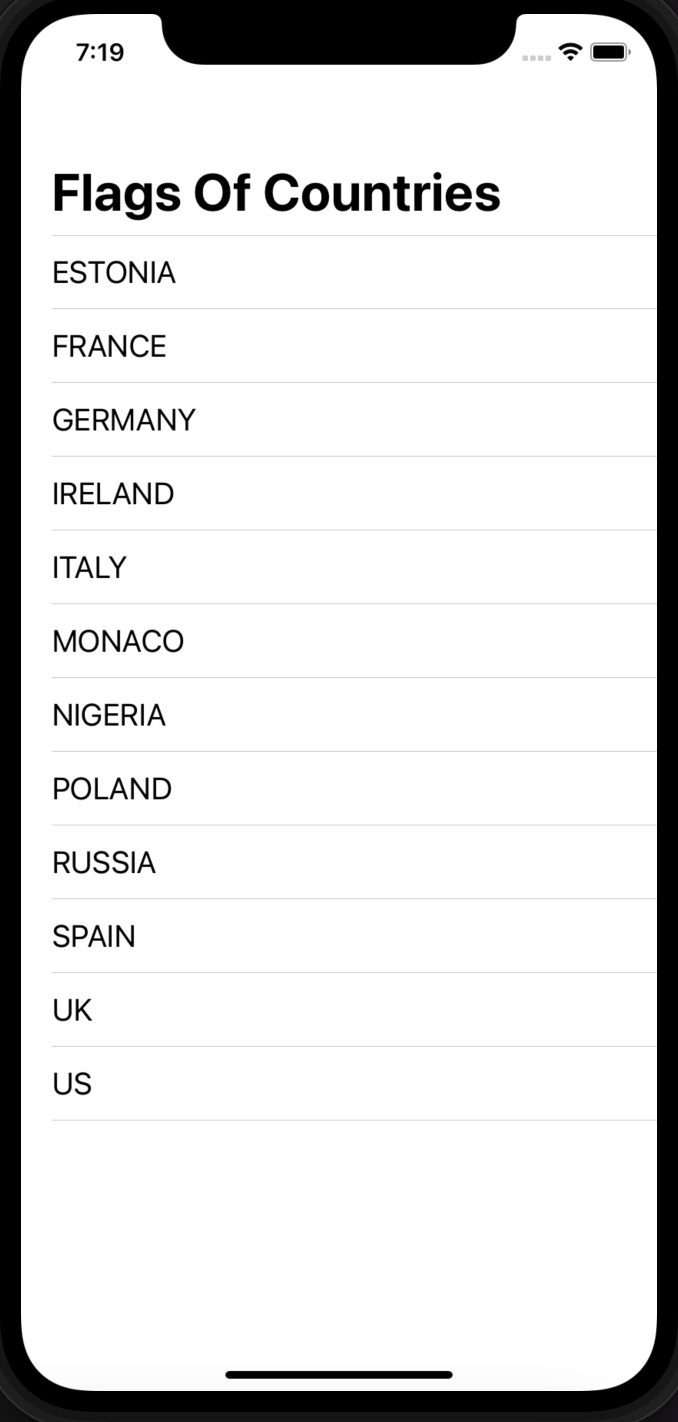 7:19
Flags Of Countries
ESTONIA
FRANCE
GERMANY
IRELAND
ITALY
MONACO
NIGERIA
POLAND
RUSSIA
SPAIN
UK
US